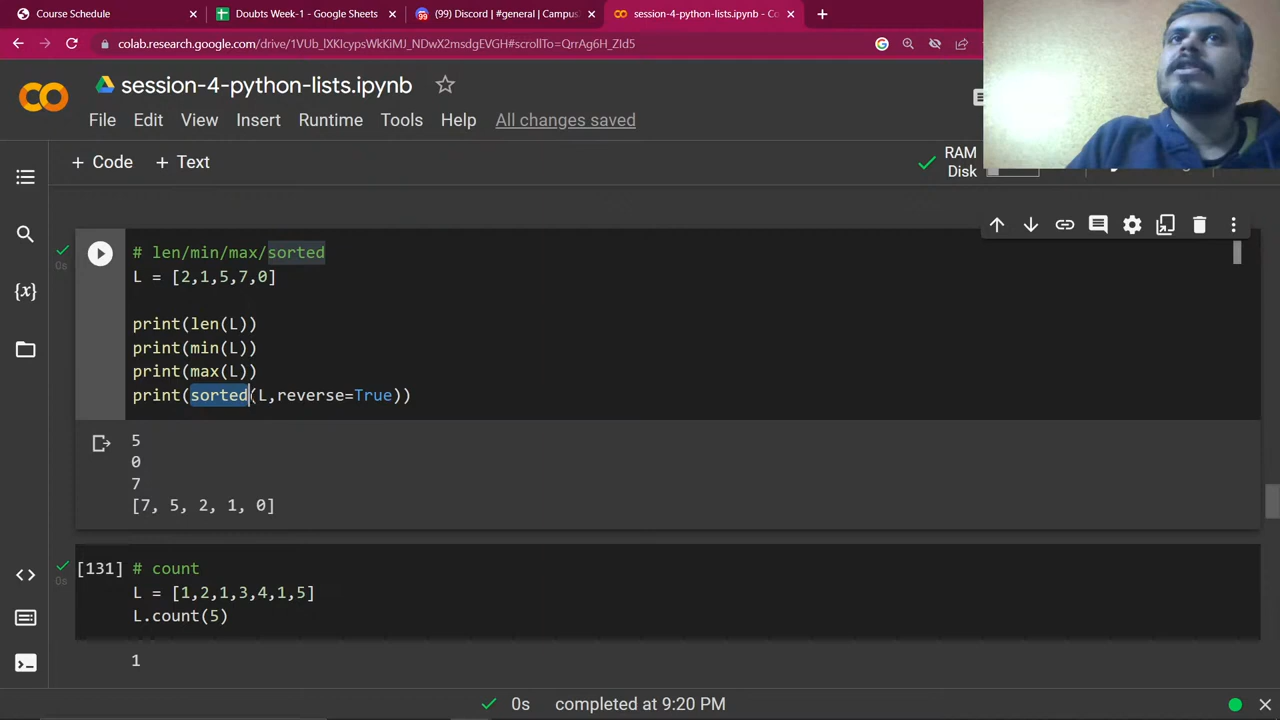 Course Schedule
Doubts Week-1 - Google Sheets
(99) Discord | #general | Campus
session-4-python-lists.ipynb - Co
colab.research.google.com/drive/1VUb_lXKIcypsWkKiMJ_NDwX2msdgEVGH#scrollTo=QrrAg6H_ZId5
session-4-python-lists.ipynb
File Edit View Insert Runtime Tools Help All changes saved
+ Code + Text
RAM
Disk
0s
# len/min/max/sorted
L = [2,1,5,7,0]
print(len(L))
print(min(L))
print(max(L))
print(sorted(L,reverse=True))
5
0
7
[7, 5, 2, 1, 0]
0s
[131] # count
L = [1,2,1,3,4,1,5]
L.count(5)
1
0s completed at 9:20 PM